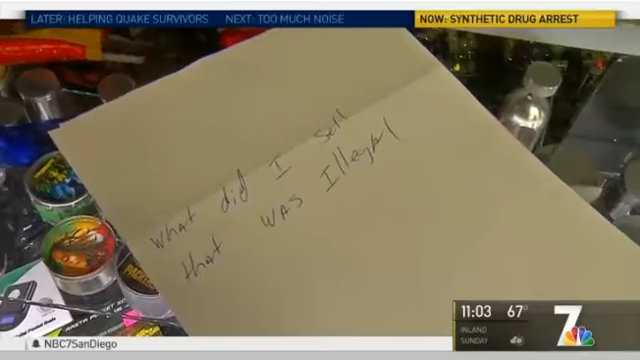 LATER: HELPING QUAKE SURVIVORS NEXT: TOO MUCH NOISE NOW: SYNTHETIC DRUG ARREST
what did I sell
that was Illegal
11:03 67°
INLAND
SUNDAY
7
NBC7SanDiego